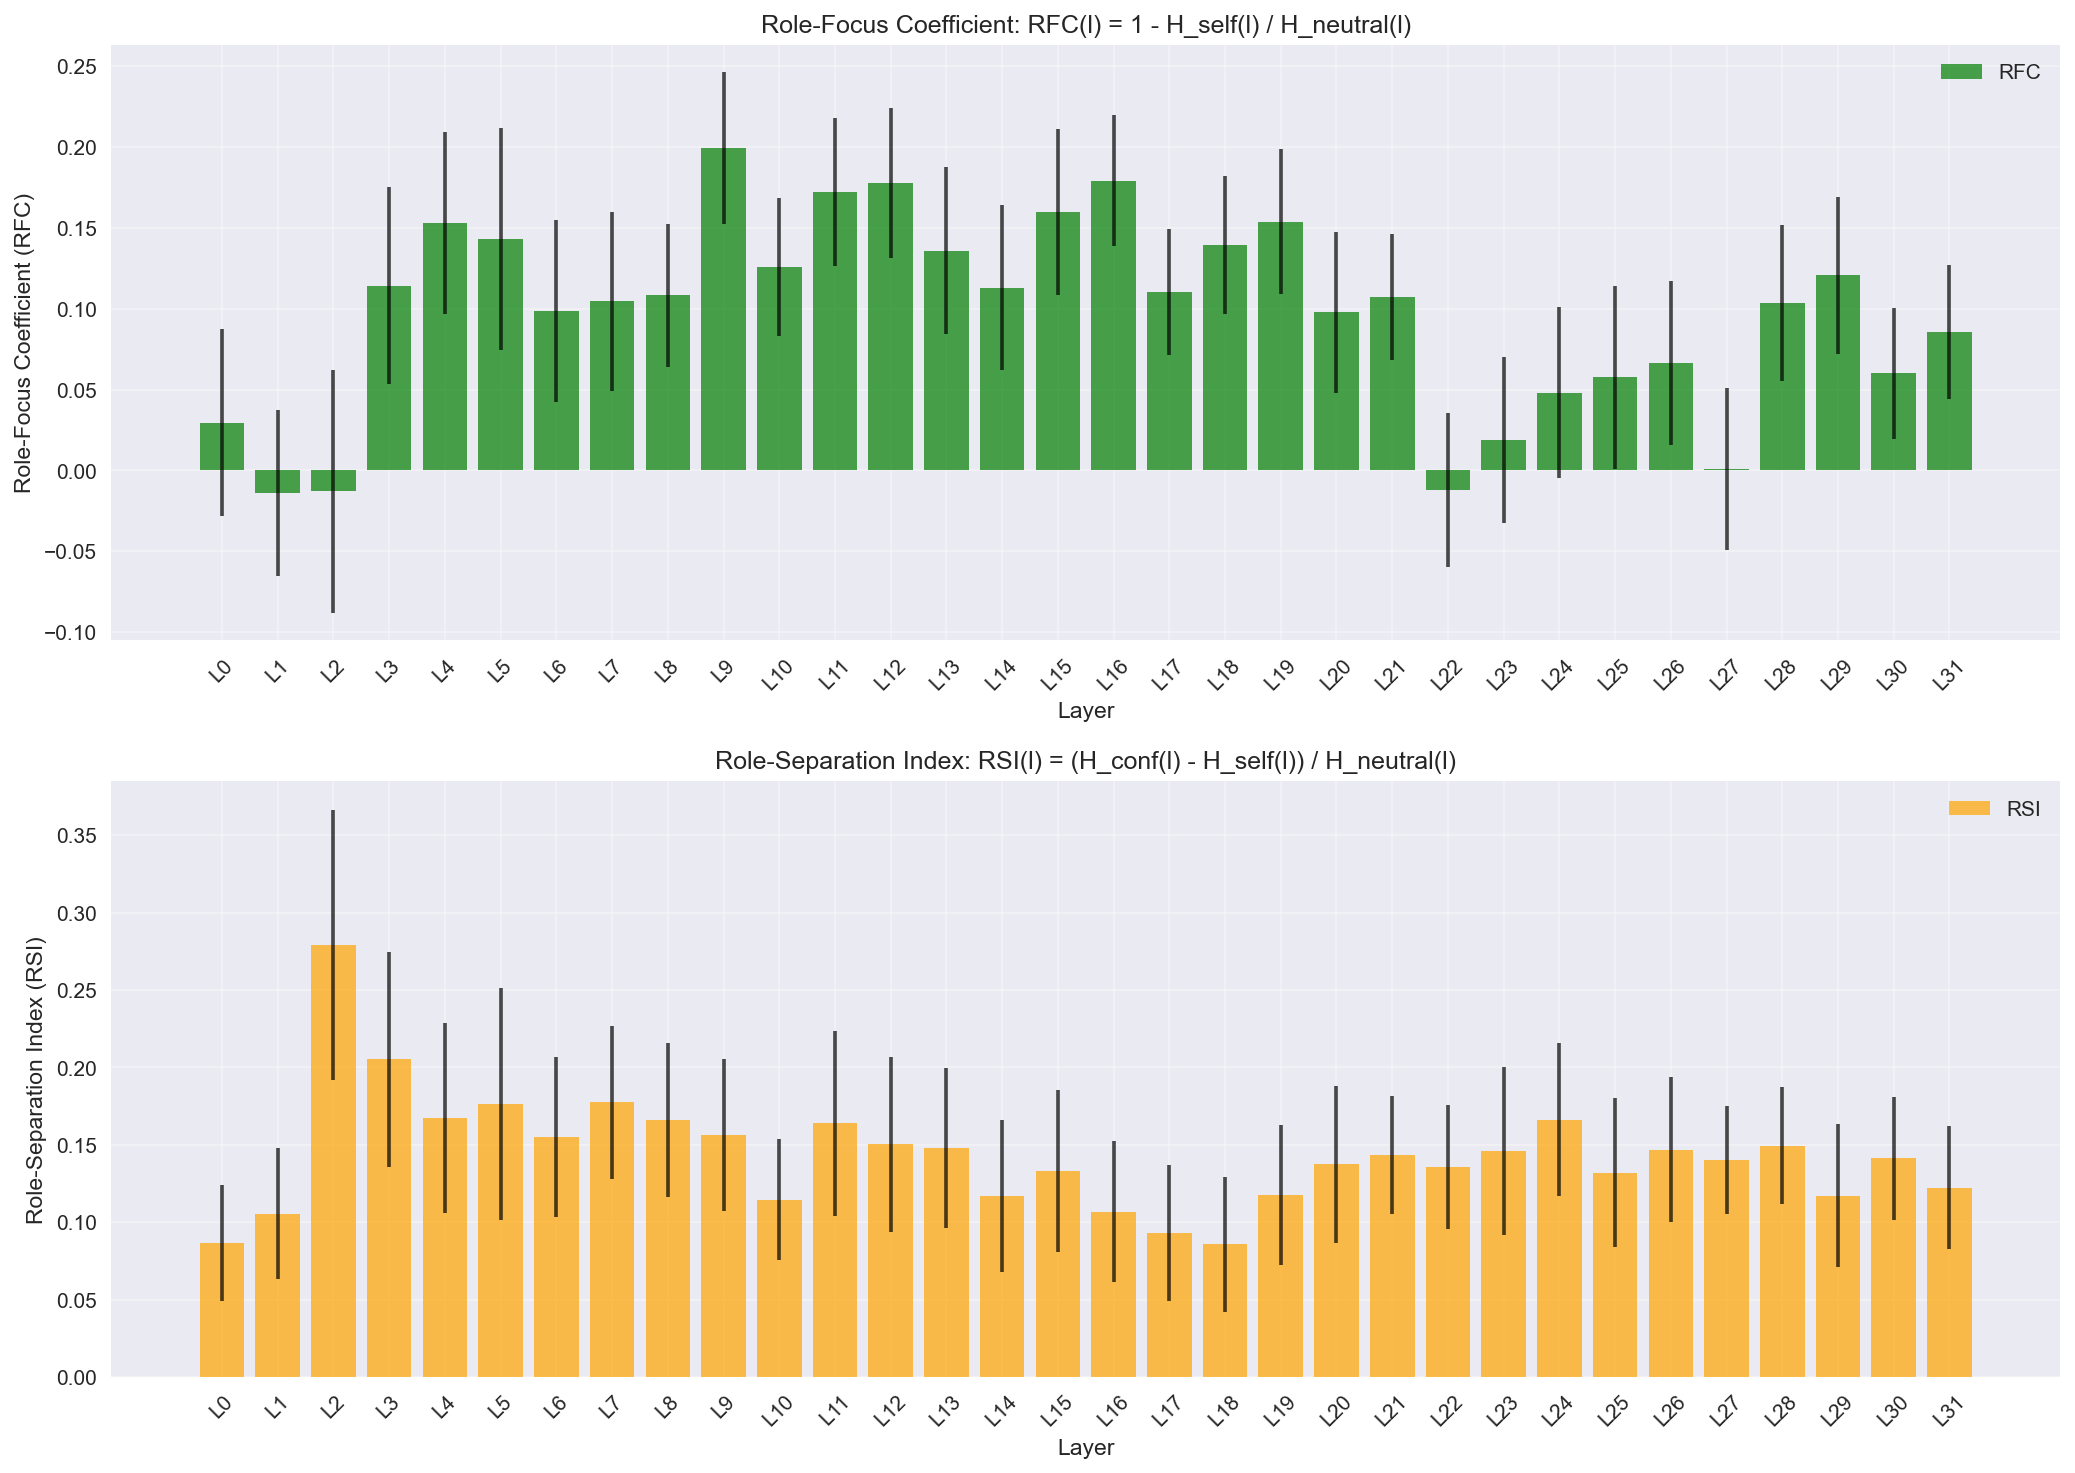 Role-Focus Coefficient: RFC(l) = 1 - H_self(l) / H_neutral(l)
RFC
Role-Focus Coefficient (RFC)
0.25
0.20
0.15
0.10
0.05
0.00
−0.05
−0.10
L0 L1 L2 L3 L4 L5 L6 L7 L8 L9 L10 L11 L12 L13 L14 L15 L16 L17 L18 L19 L20 L21 L22 L23 L24 L25 L26 L27 L28 L29 L30 L31
Layer
Role-Separation Index: RSI(l) = (H_conf(l) - H_self(l)) / H_neutral(l)
RSI
Role-Separation Index (RSI)
0.35
0.30
0.25
0.20
0.15
0.10
0.05
0.00
L0 L1 L2 L3 L4 L5 L6 L7 L8 L9 L10 L11 L12 L13 L14 L15 L16 L17 L18 L19 L20 L21 L22 L23 L24 L25 L26 L27 L28 L29 L30 L31
Layer